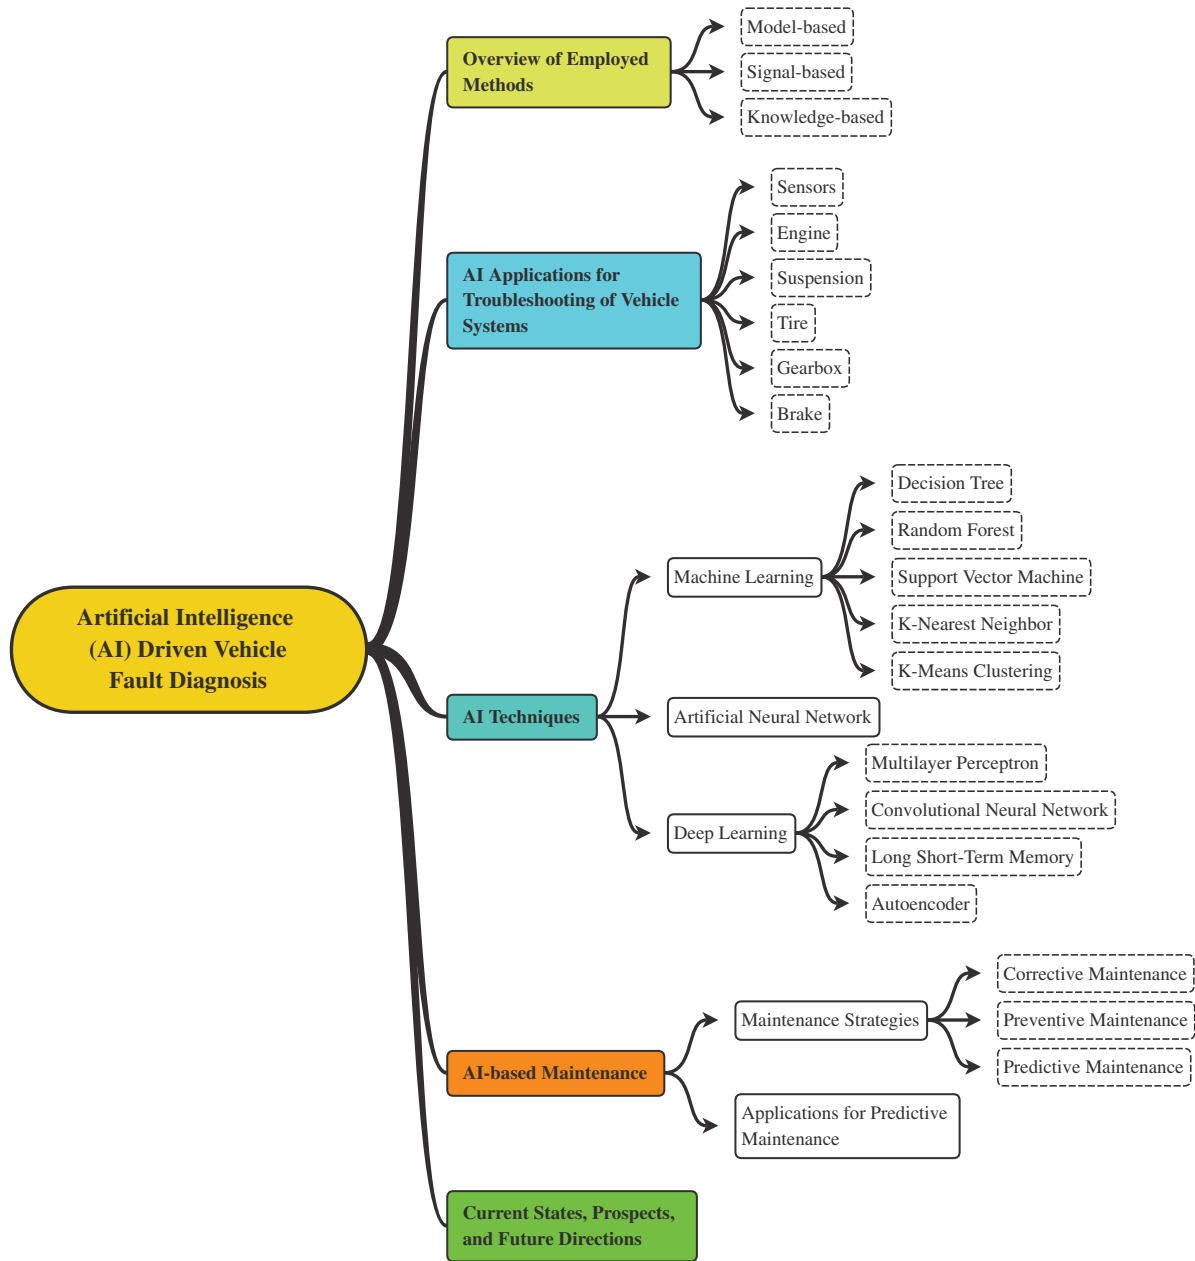 Artificial Intelligence
(AI) Driven Vehicle
Fault Diagnosis
Overview of Employed
Methods
Model-based
Signal-based
Knowledge-based
AI Applications for
Troubleshooting of Vehicle
Systems
Sensors
Engine
Suspension
Tire
Gearbox
Brake
AI Techniques
Machine Learning
Decision Tree
Random Forest
Support Vector Machine
K-Nearest Neighbor
K-Means Clustering
Artificial Neural Network
Deep Learning
Multilayer Perceptron
Convolutional Neural Network
Long Short-Term Memory
Autoencoder
AI-based Maintenance
Maintenance Strategies
Corrective Maintenance
Preventive Maintenance
Predictive Maintenance
Applications for Predictive
Maintenance
Current States, Prospects,
and Future Directions